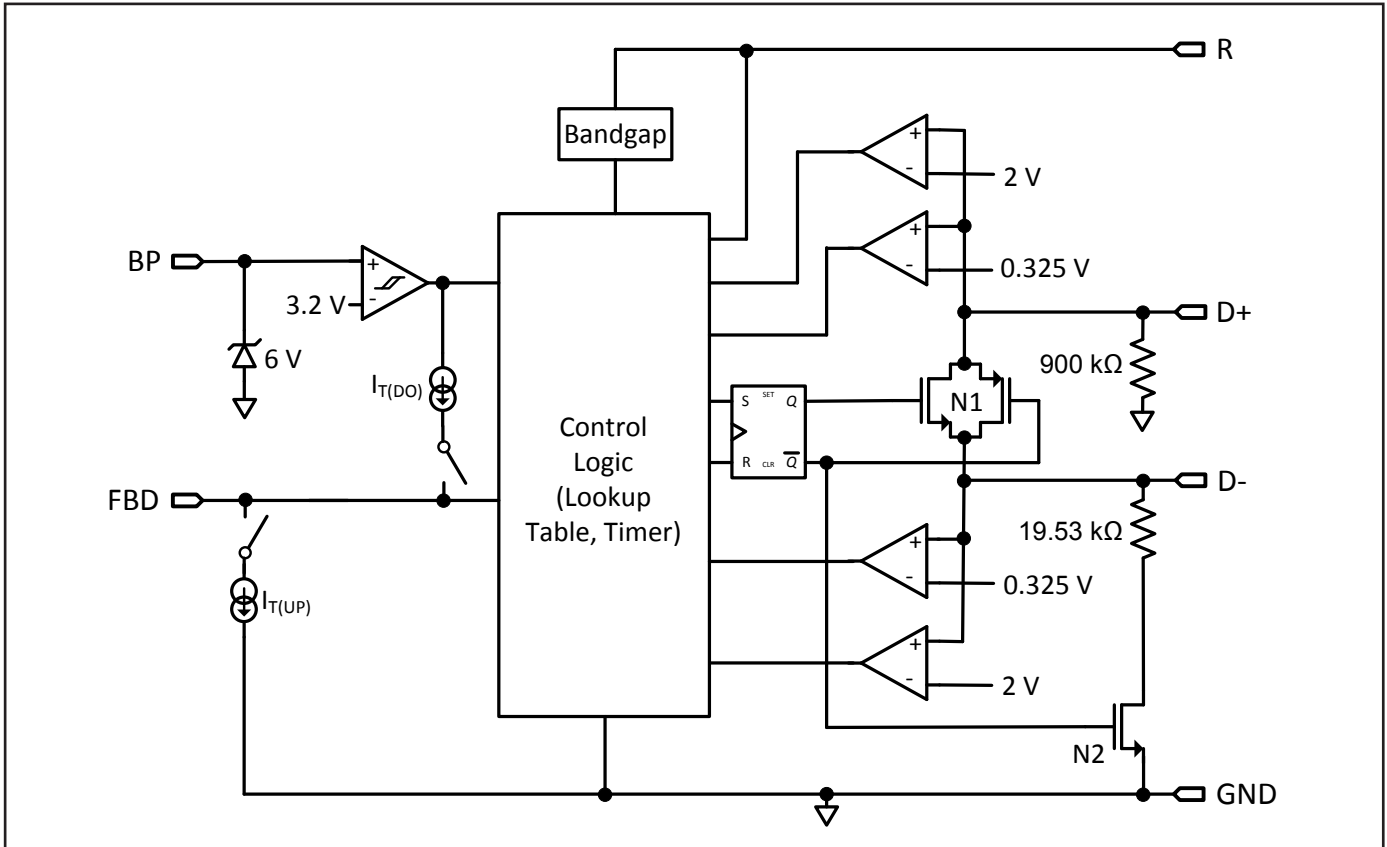 R
Bandgap
+
-
2 V
+
-
0.325 V
BP
+
-
3.2 V
6 V
D+
900 kΩ
I_T(DO)
N1
S SET Q
R CLR Q̅
Control
Logic
(Lookup
Table, Timer)
FBD
D-
19.53 kΩ
+
-
0.325 V
I_T(UP)
+
-
2 V
N2
GND